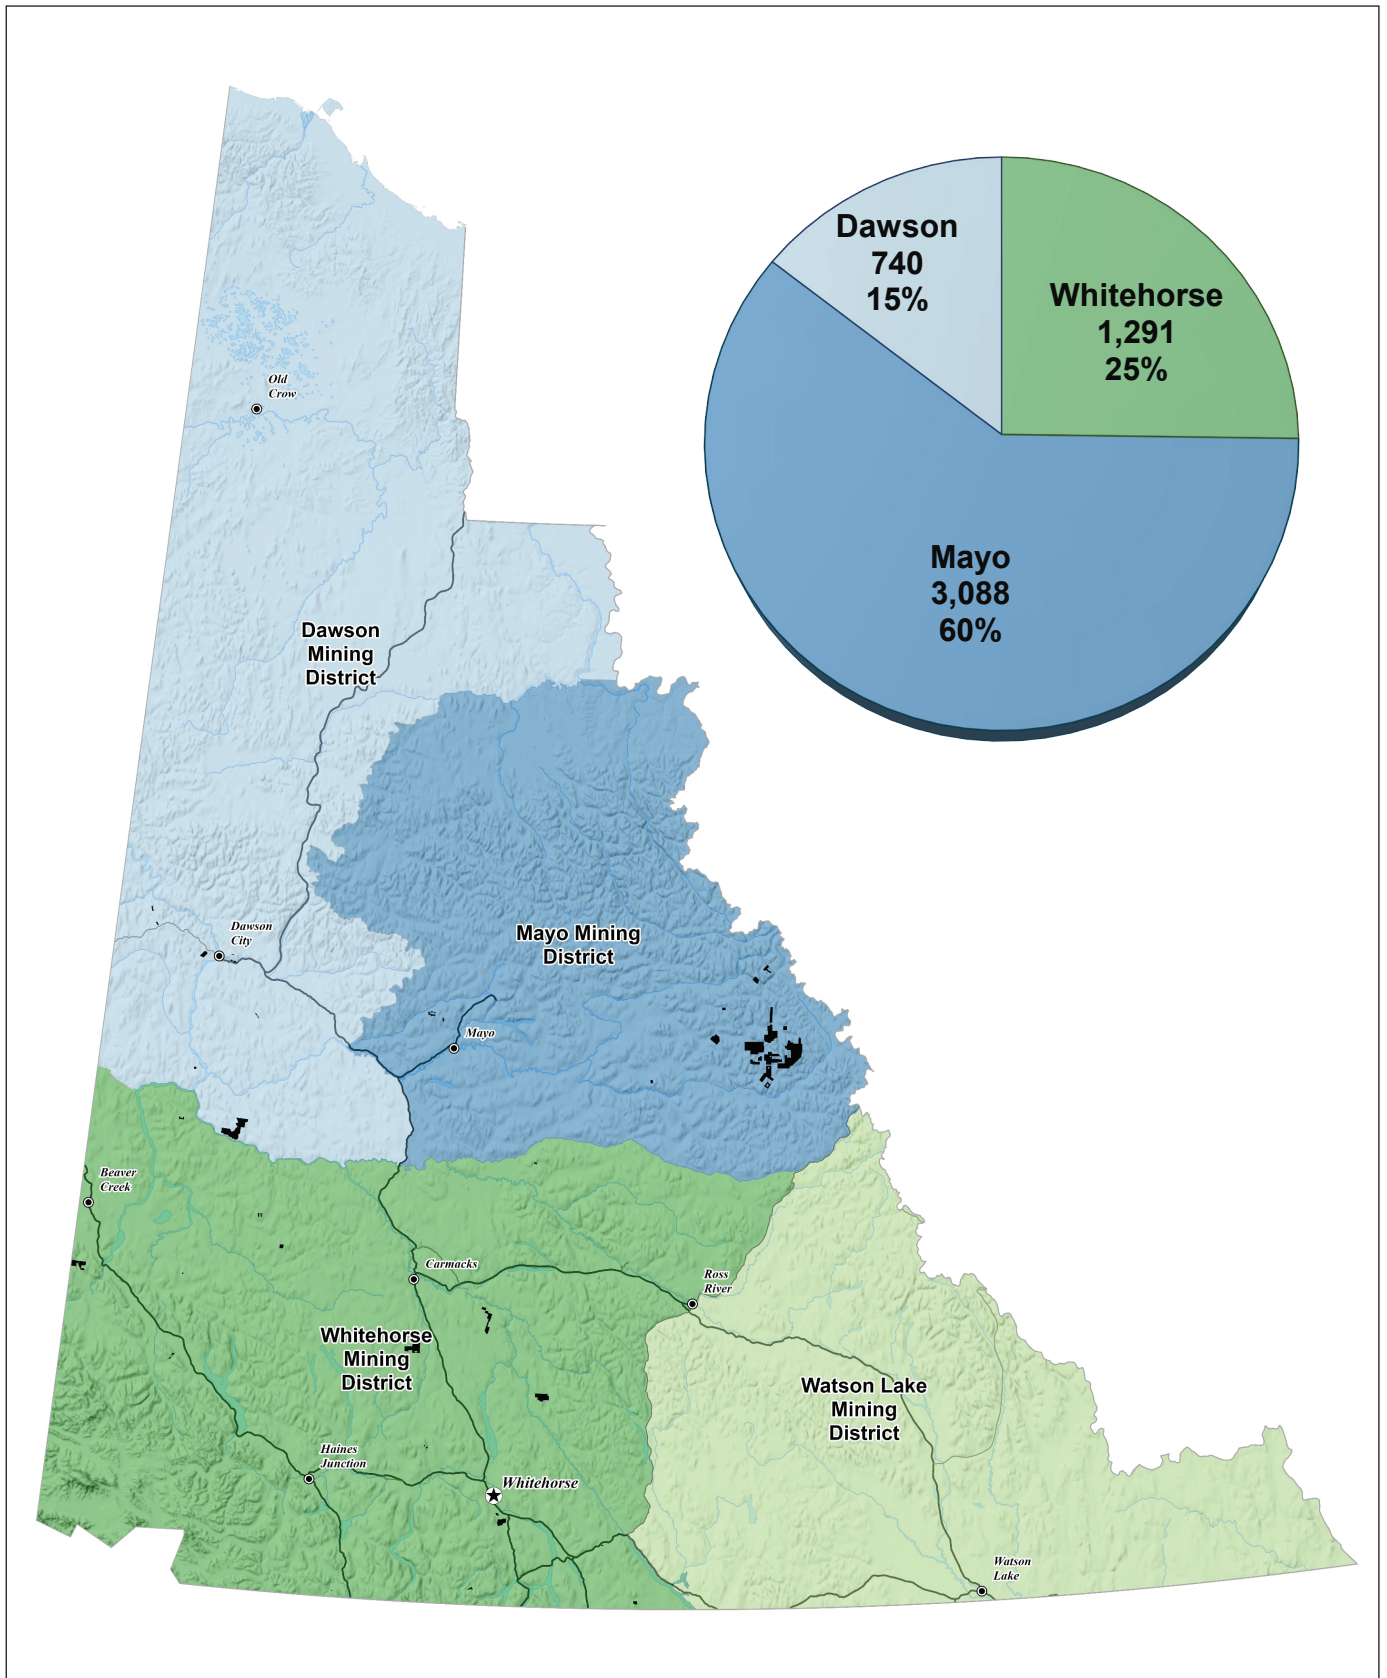 Dawson
740
15%
Whitehorse
1,291
25%
Mayo
3,088
60%
Old
Crow
Dawson
Mining
District
Dawson
City
Mayo Mining
District
Mayo
Beaver
Creek
Carmacks
Ross
River
Whitehorse
Mining
District
Watson Lake
Mining
District
Haines
Junction
Whitehorse
Watson
Lake